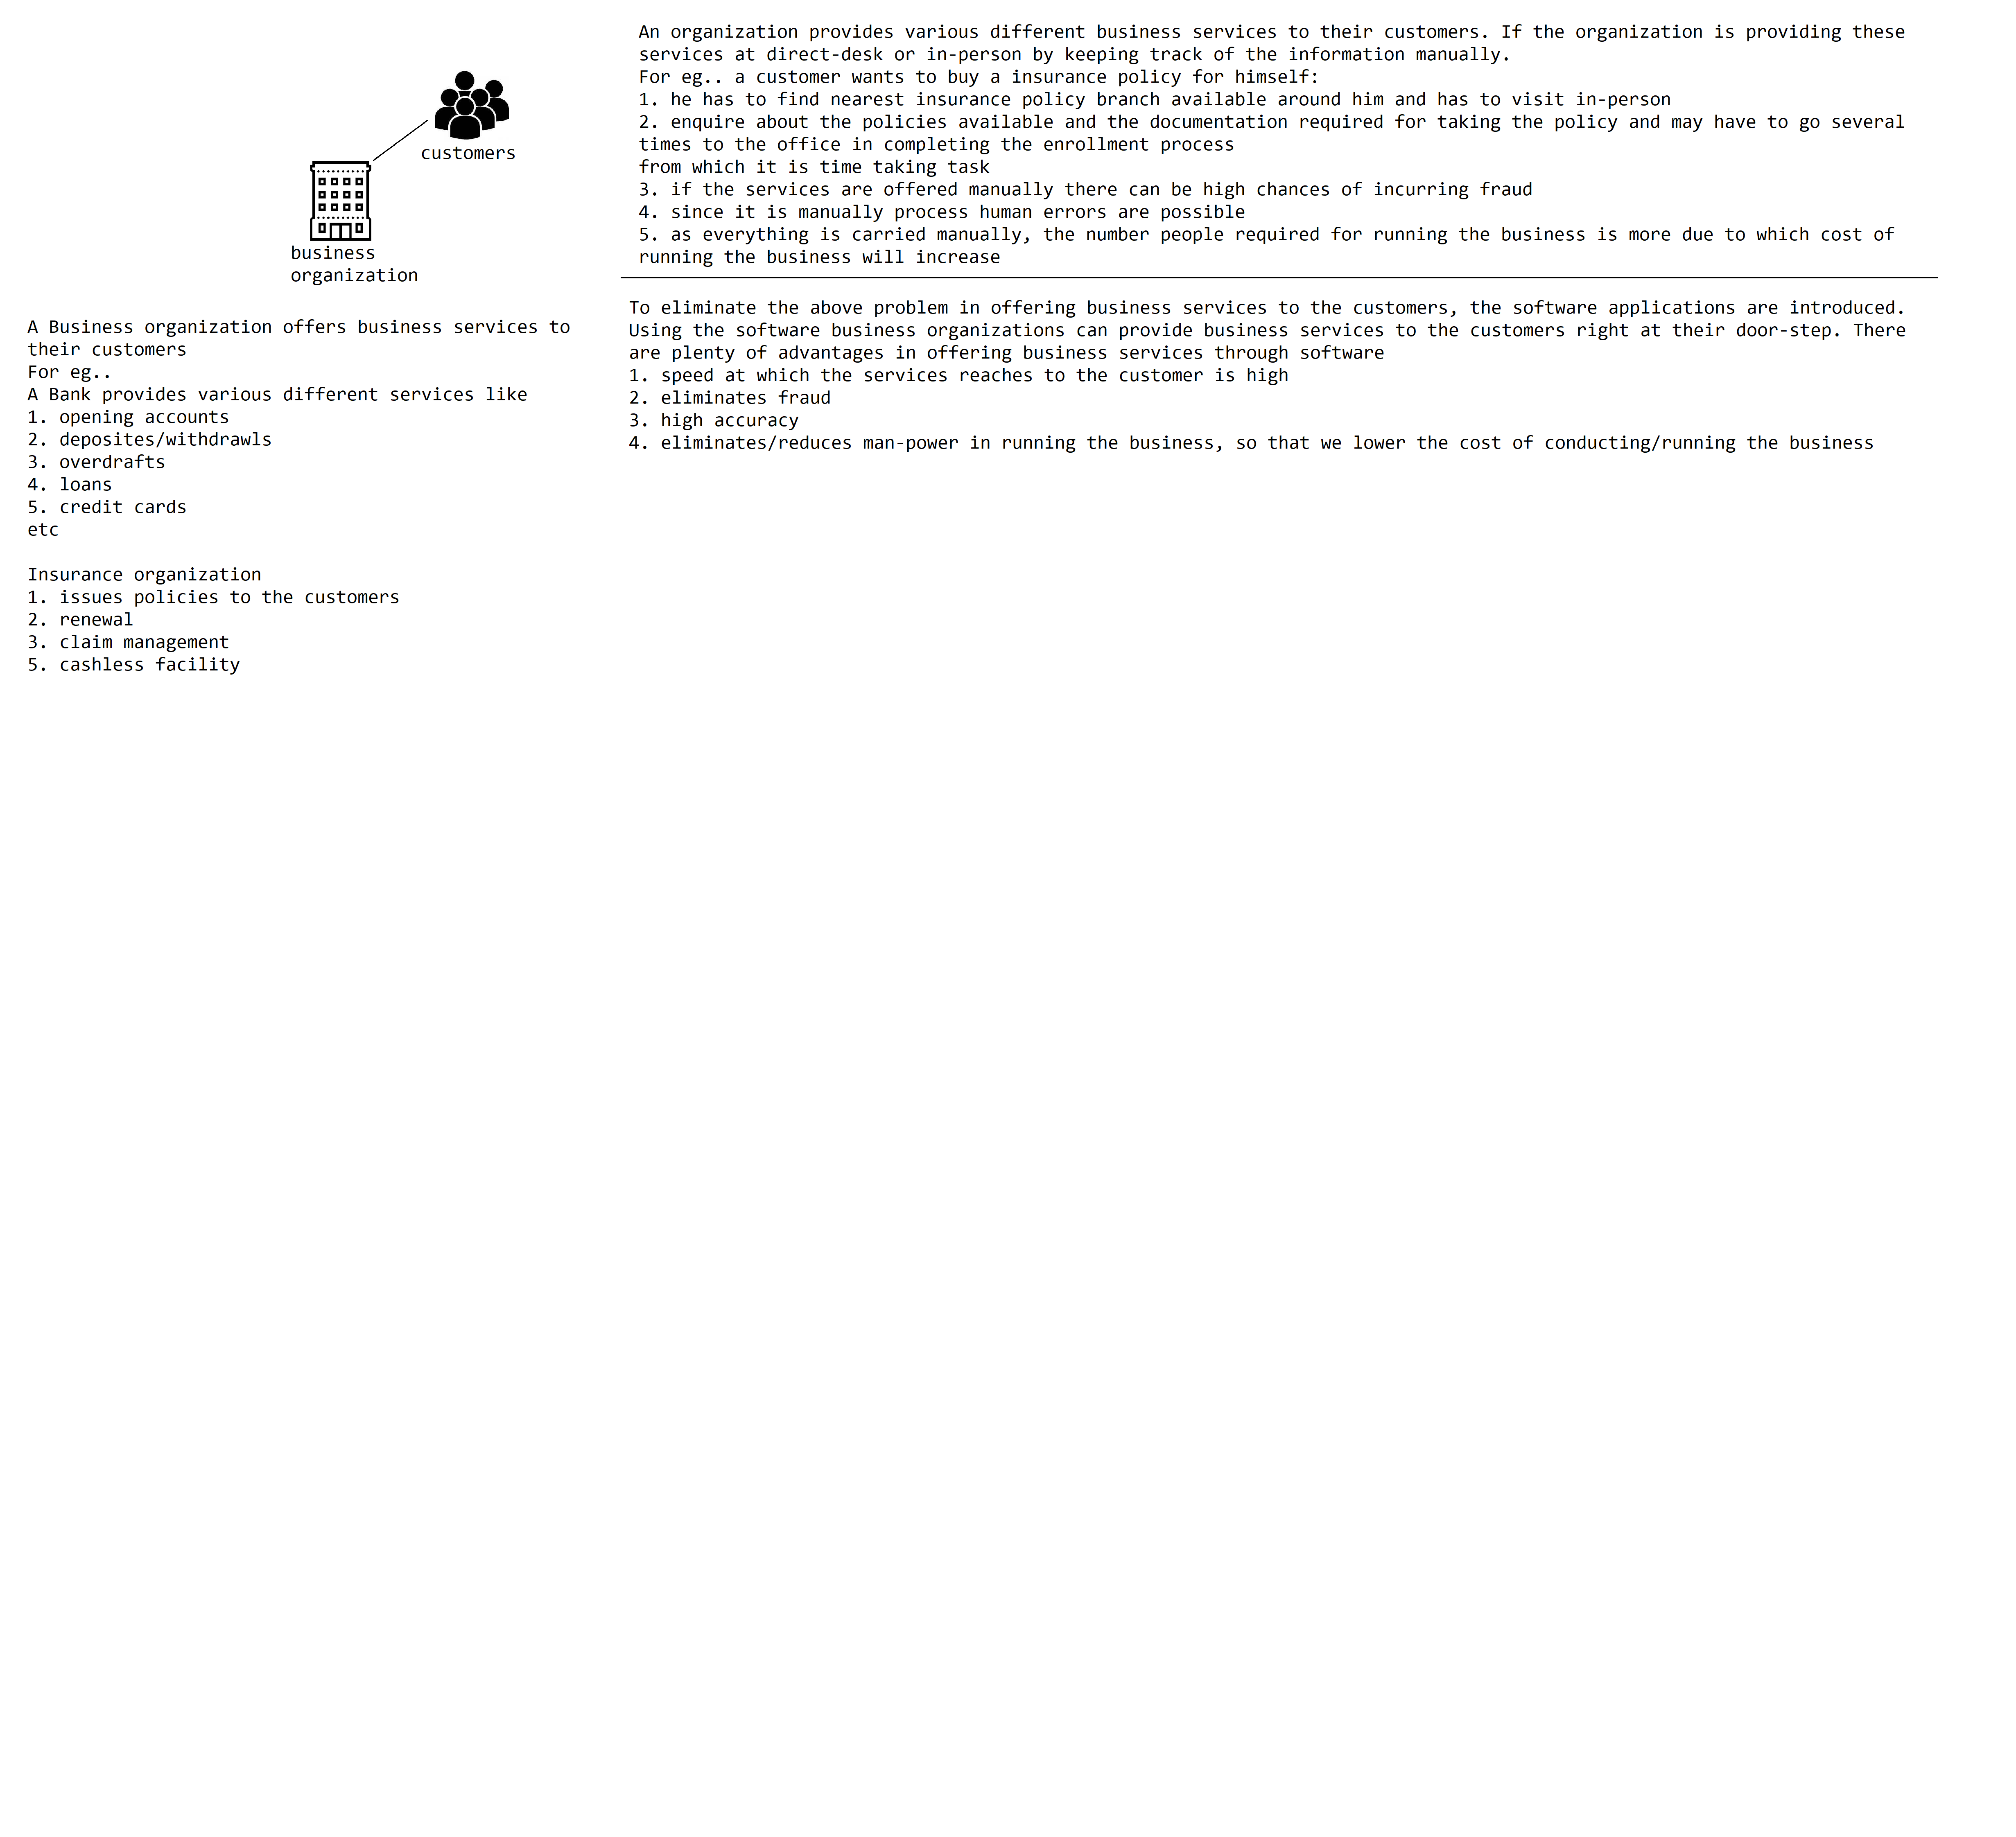 customers
business
organization
A Business organization offers business services to
their customers
For eg..
A Bank provides various different services like
1. opening accounts
2. deposites/withdrawls
3. overdrafts
4. loans
5. credit cards
etc
Insurance organization
1. issues policies to the customers
2. renewal
3. claim management
5. cashless facility
An organization provides various different business services to their customers. If the organization is providing these
services at direct-desk or in-person by keeping track of the information manually.
For eg.. a customer wants to buy a insurance policy for himself:
1. he has to find nearest insurance policy branch available around him and has to visit in-person
2. enquire about the policies available and the documentation required for taking the policy and may have to go several
times to the office in completing the enrollment process
from which it is time taking task
3. if the services are offered manually there can be high chances of incurring fraud
4. since it is manually process human errors are possible
5. as everything is carried manually, the number people required for running the business is more due to which cost of
running the business will increase
To eliminate the above problem in offering business services to the customers, the software applications are introduced.
Using the software business organizations can provide business services to the customers right at their door-step. There
are plenty of advantages in offering business services through software
1. speed at which the services reaches to the customer is high
2. eliminates fraud
3. high accuracy
4. eliminates/reduces man-power in running the business, so that we lower the cost of conducting/running the business